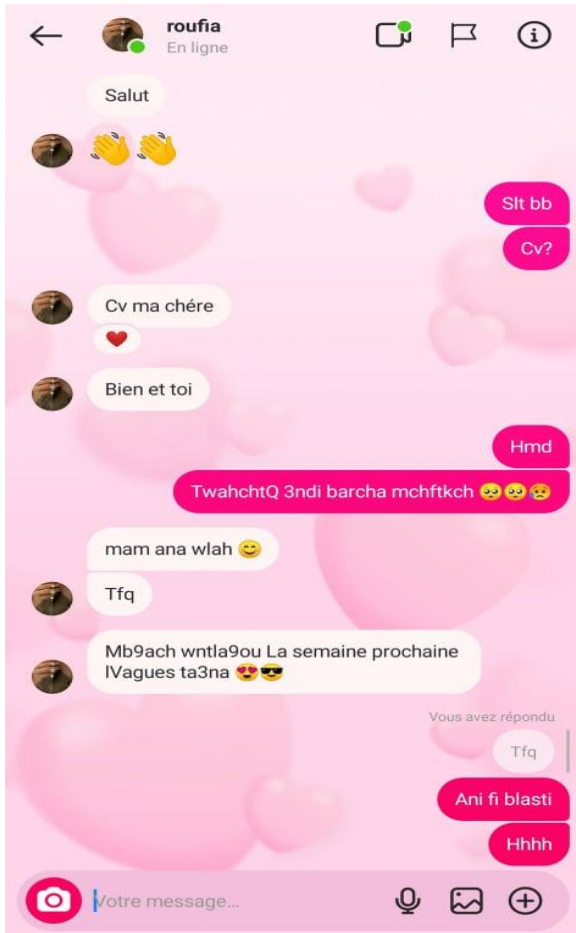 roufia
En ligne
Salut
👋👋
Slt bb
Cv?
Cv ma chére
❤️
Bien et toi
Hmd
TwahchtQ 3ndi barcha mchftkch 🥺🥺😥
mam ana wlah 😊
Tfq
Mb9ach wntla9ou La semaine prochaine
lVagues ta3na 😍😎
Vous avez répondu
Tfq
Ani fi blasti
Hhhh
Votre message...